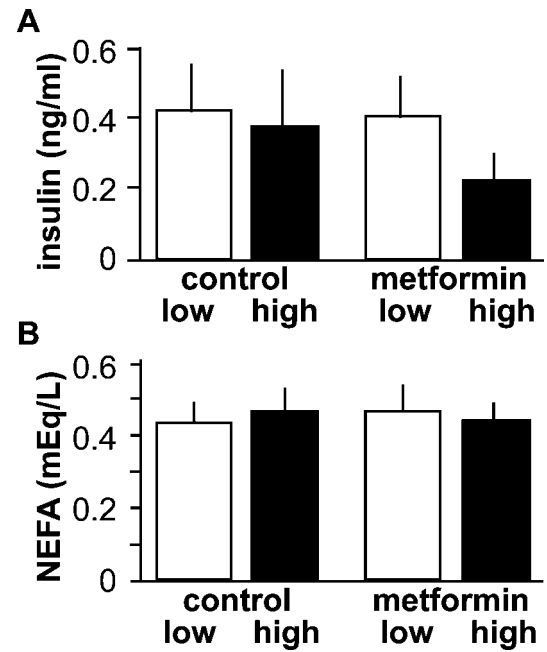 A
insulin (ng/ml)
0.6
0.4
0.2
0
control metformin
low high low high
B
NEFA (mEq/L)
0.6
0.4
0.2
0
control metformin
low high low high